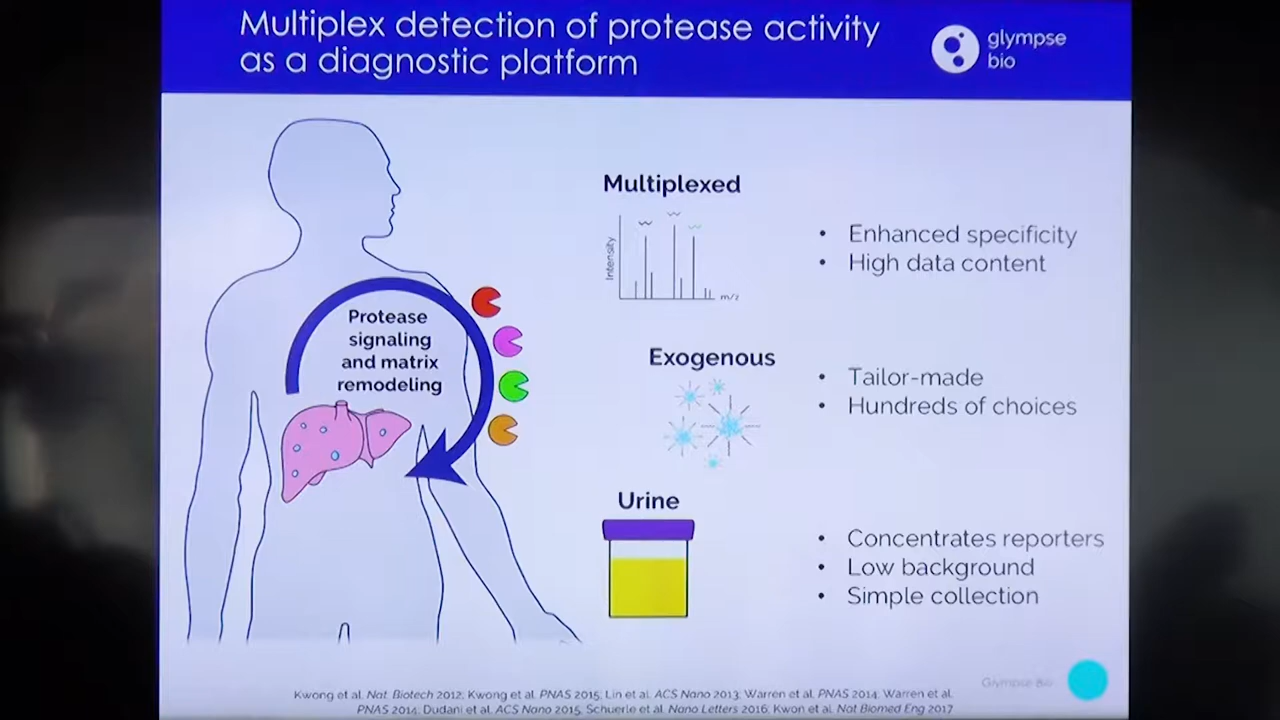 Multiplex detection of protease activity
as a diagnostic platform
glympse
bio
Multiplexed
Intensity
m/z
• Enhanced specificity
• High data content
Protease
signaling
and matrix
remodeling
Exogenous
• Tailor-made
• Hundreds of choices
Urine
• Concentrates reporters
• Low background
• Simple collection
Glympse Bio
Kwong et al. Nat. Biotech 2012; Kwong et al. PNAS 2015; Lin et al. ACS Nano 2013; Warren et al. PNAS 2014; Warren et al.
PNAS 2014; Dudani et al. ACS Nano 2015, Schuerle et al. Nano Letters 2016; Kwon et al. Nat Biomed Eng 2017